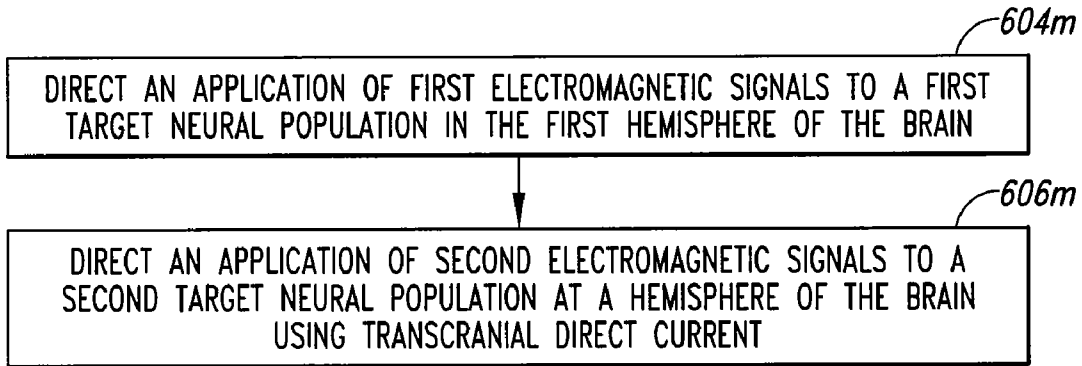 604m
DIRECT AN APPLICATION OF FIRST ELECTROMAGNETIC SIGNALS TO A FIRST
TARGET NEURAL POPULATION IN THE FIRST HEMISPHERE OF THE BRAIN
606m
DIRECT AN APPLICATION OF SECOND ELECTROMAGNETIC SIGNALS TO A
SECOND TARGET NEURAL POPULATION AT A HEMISPHERE OF THE BRAIN
USING TRANSCRANIAL DIRECT CURRENT